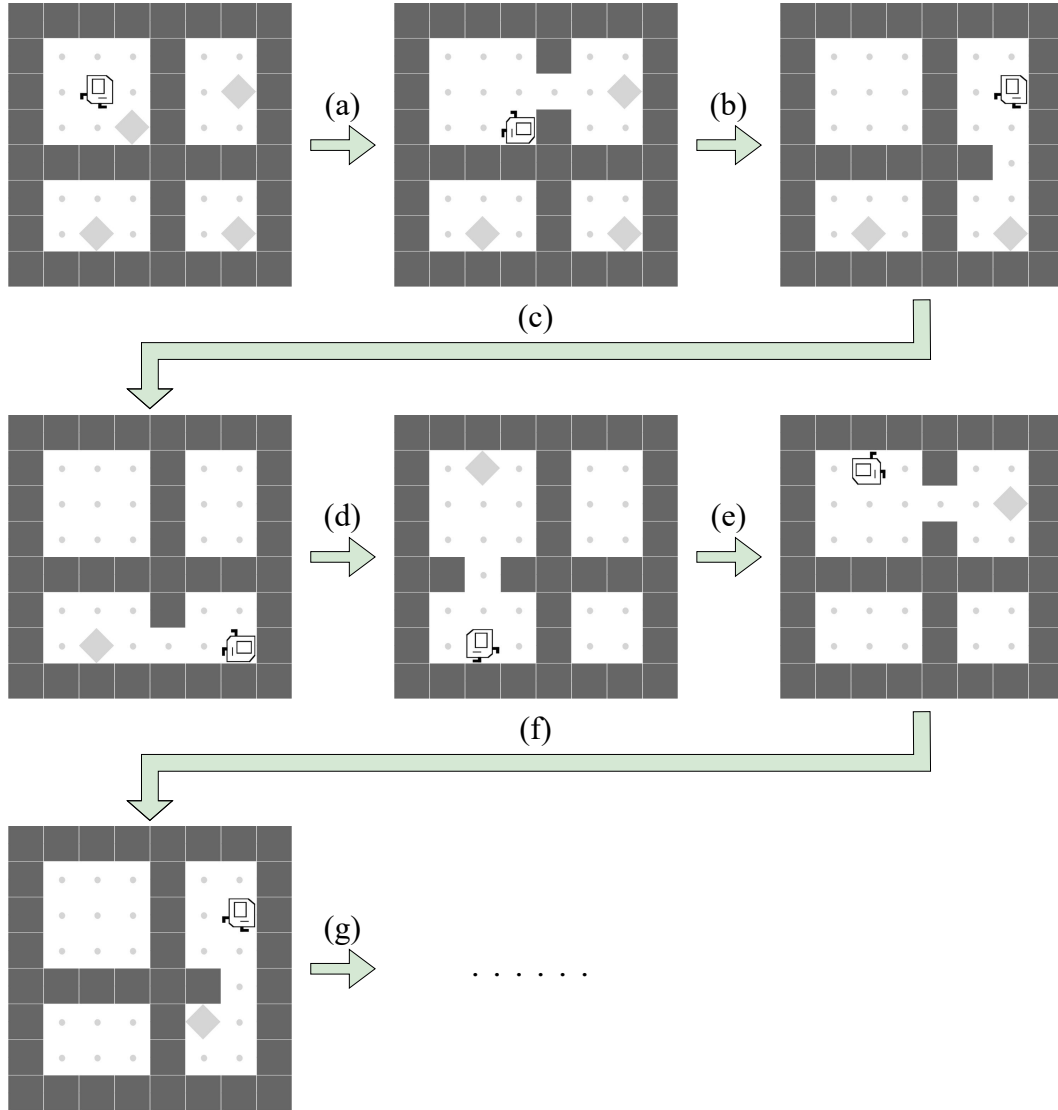 (a)
(b)
(c)
(d)
(e)
(f)
(g)
. . . . . .